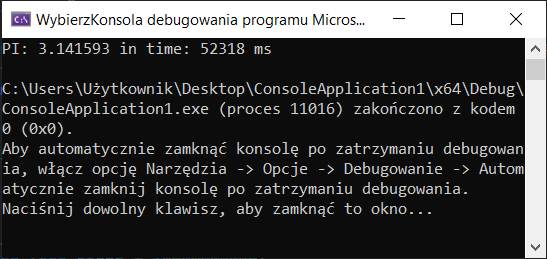 WybierzKonsola debugowania programu Micros...
PI: 3.141593 in time: 52318 ms
C:\Users\Użytkownik\Desktop\ConsoleApplication1\x64\Debug\
ConsoleApplication1.exe (proces 11016) zakończono z kodem
0 (0x0).
Aby automatycznie zamknąć konsolę po zatrzymaniu debugowan
ia, włącz opcję Narzędzia -> Opcje -> Debugowanie -> Autom
atycznie zamknij konsolę po zatrzymaniu debugowania.
Naciśnij dowolny klawisz, aby zamknąć to okno...